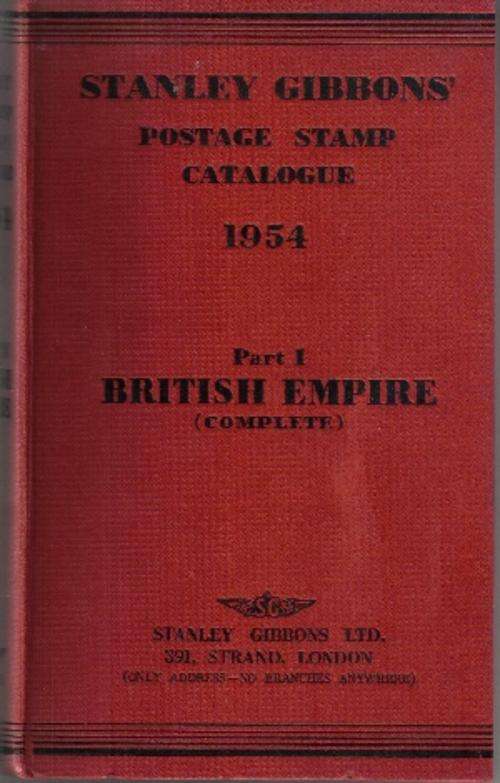 STANLEY GIBBONS'
POSTAGE STAMP
CATALOGUE
1954
Part I
BRITISH EMPIRE
(COMPLETE)
SG
STANLEY GIBBONS LTD.
391, STRAND, LONDON
(ONLY ADDRESS—NO BRANCHES ANYWHERE)